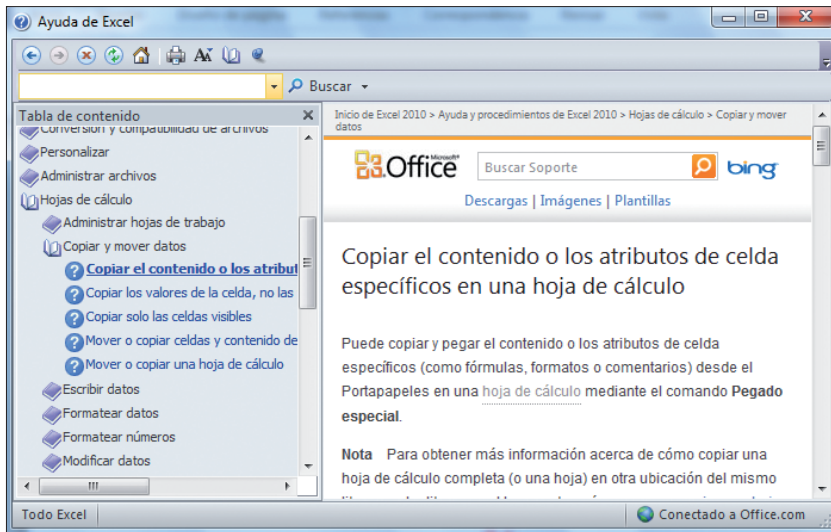 Ayuda de Excel
Buscar
Tabla de contenido
Conversión y compatibilidad de archivos
Personalizar
Administrar archivos
Hojas de cálculo
Administrar hojas de trabajo
Copiar y mover datos
Copiar el contenido o los atribut
Copiar los valores de la celda, no las
Copiar solo las celdas visibles
Mover o copiar celdas y contenido de
Mover o copiar una hoja de cálculo
Escribir datos
Formatear datos
Formatear números
Modificar datos
Inicio de Excel 2010 > Ayuda y procedimientos de Excel 2010 > Hojas de cálculo > Copiar y mover
datos
Microsoft®
Office
Buscar Soporte
bing
Descargas | Imágenes | Plantillas
Copiar el contenido o los atributos de celda
específicos en una hoja de cálculo
Puede copiar y pegar el contenido o los atributos de celda
específicos (como fórmulas, formatos o comentarios) desde el
Portapapeles en una hoja de cálculo mediante el comando Pegado
especial.
Nota Para obtener más información acerca de cómo copiar una
hoja de cálculo completa (o una hoja) en otra ubicación del mismo
Todo Excel
Conectado a Office.com